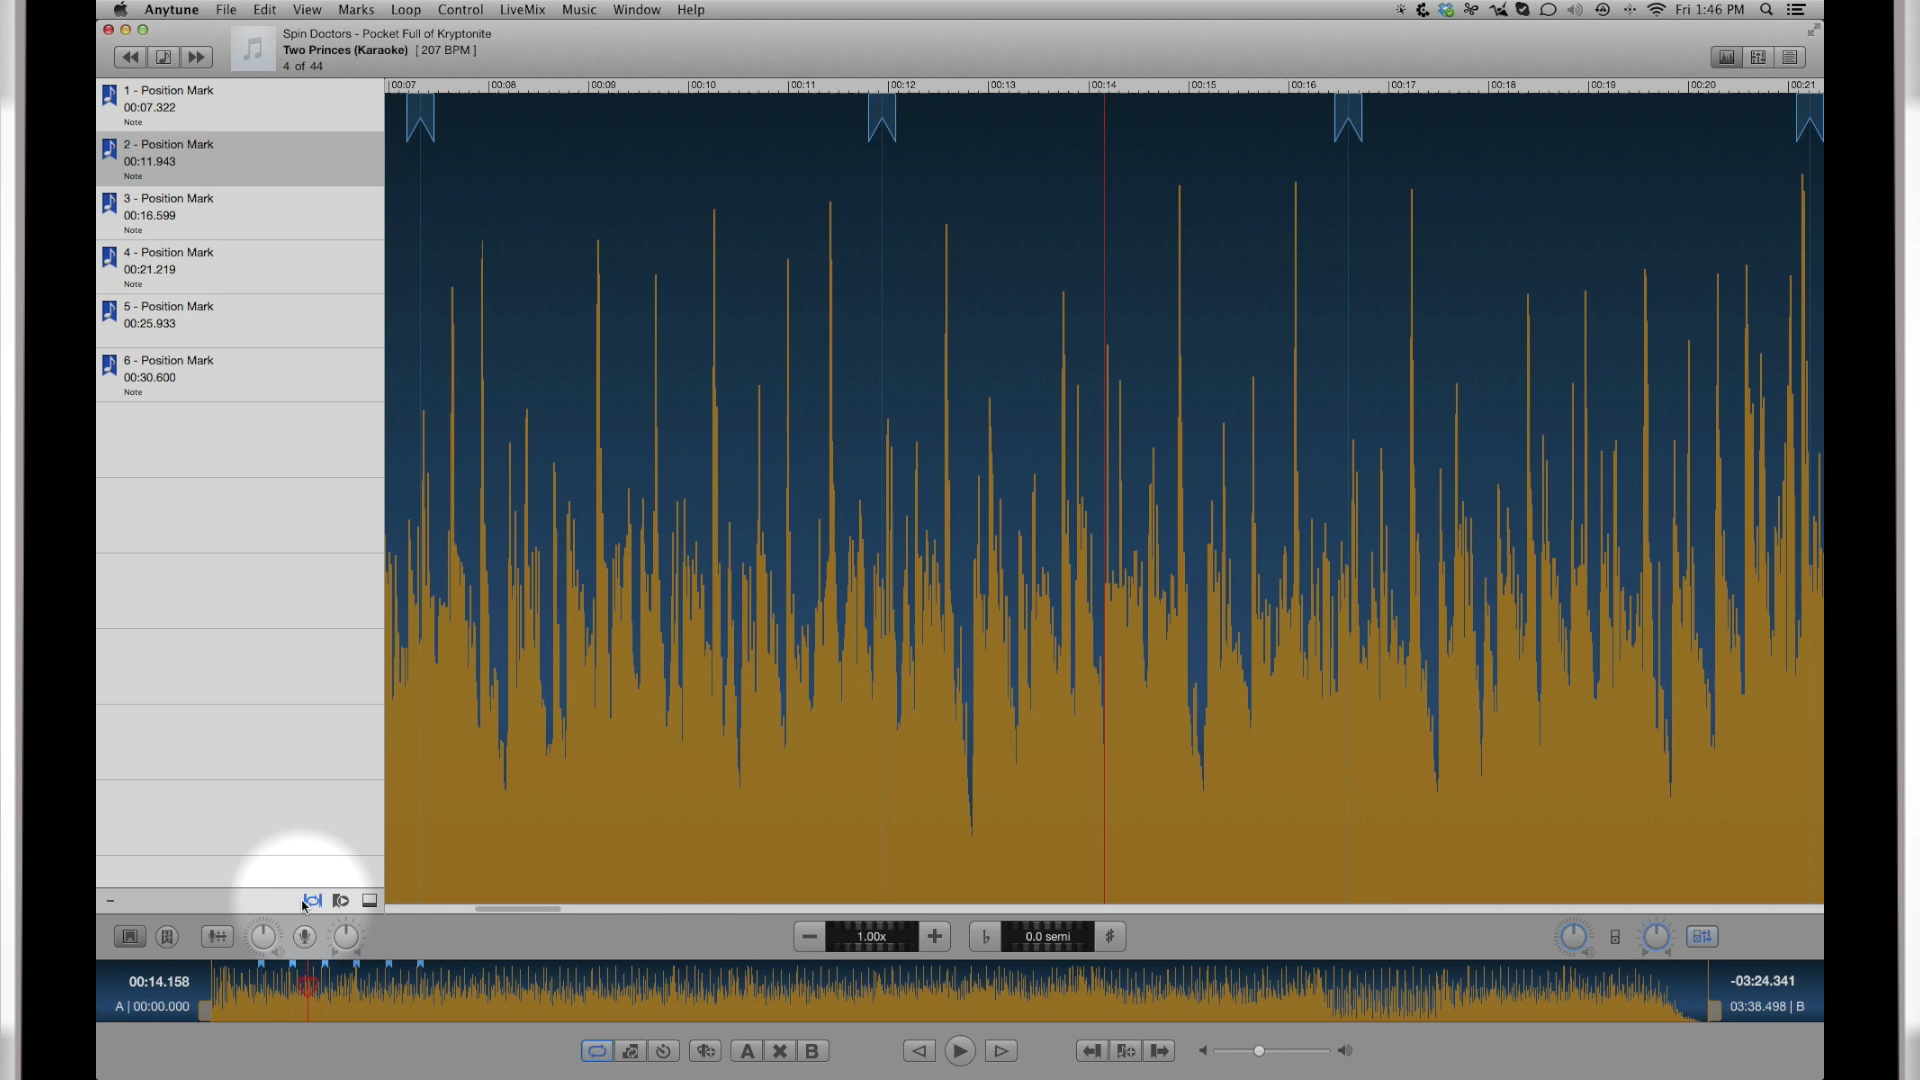 Anytune File Edit View Marks Loop Control LiveMix Music Window Help Fri 1:46 PM
Spin Doctors - Pocket Full of Kryptonite
Two Princes (Karaoke) [ 207 BPM ]
4 of 44
00:07 00:08 00:09 00:10 00:11 00:12 00:13 00:14 00:15 00:16 00:17 00:18 00:19 00:20 00:21
1 - Position Mark
00:07.322
Note
2 - Position Mark
00:11.943
Note
3 - Position Mark
00:16.599
Note
4 - Position Mark
00:21.219
Note
5 - Position Mark
00:25.933
6 - Position Mark
00:30.600
Note
1.00x
♭ 0.0 semi ♯
00:14.158
A | 00:00.000
-03:24.341
03:38.498 | B
A B